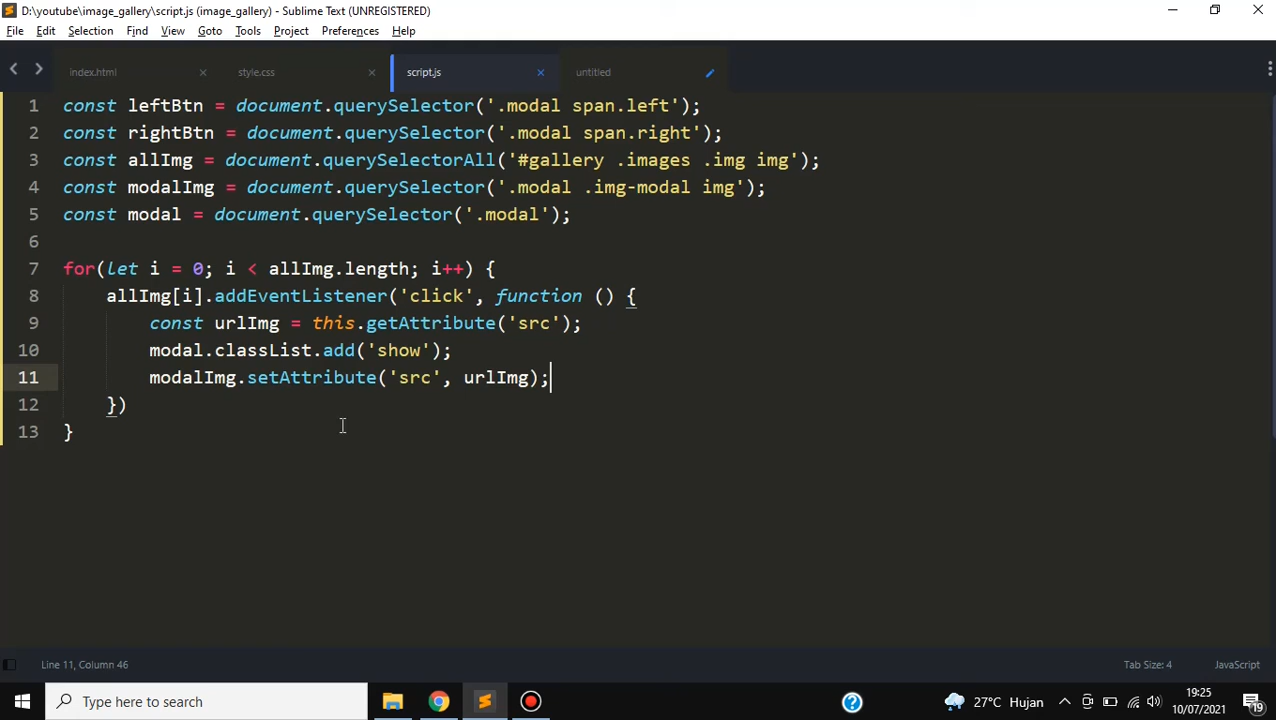 D:\youtube\image_gallery\script.js (image_gallery) - Sublime Text (UNREGISTERED)
File Edit Selection Find View Goto Tools Project Preferences Help
index.html style.css script.js untitled
1 const leftBtn = document.querySelector('.modal span.left');
2 const rightBtn = document.querySelector('.modal span.right');
3 const allImg = document.querySelectorAll('#gallery .images .img img');
4 const modalImg = document.querySelector('.modal .img-modal img');
5 const modal = document.querySelector('.modal');
6
7 for(let i = 0; i < allImg.length; i++) {
8 allImg[i].addEventListener('click', function () {
9 const urlImg = this.getAttribute('src');
10 modal.classList.add('show');
11 modalImg.setAttribute('src', urlImg);
12 })
13 }
Line 11, Column 46 Tab Size: 4 JavaScript
Type here to search 27°C Hujan 19:25
10/07/2021 19